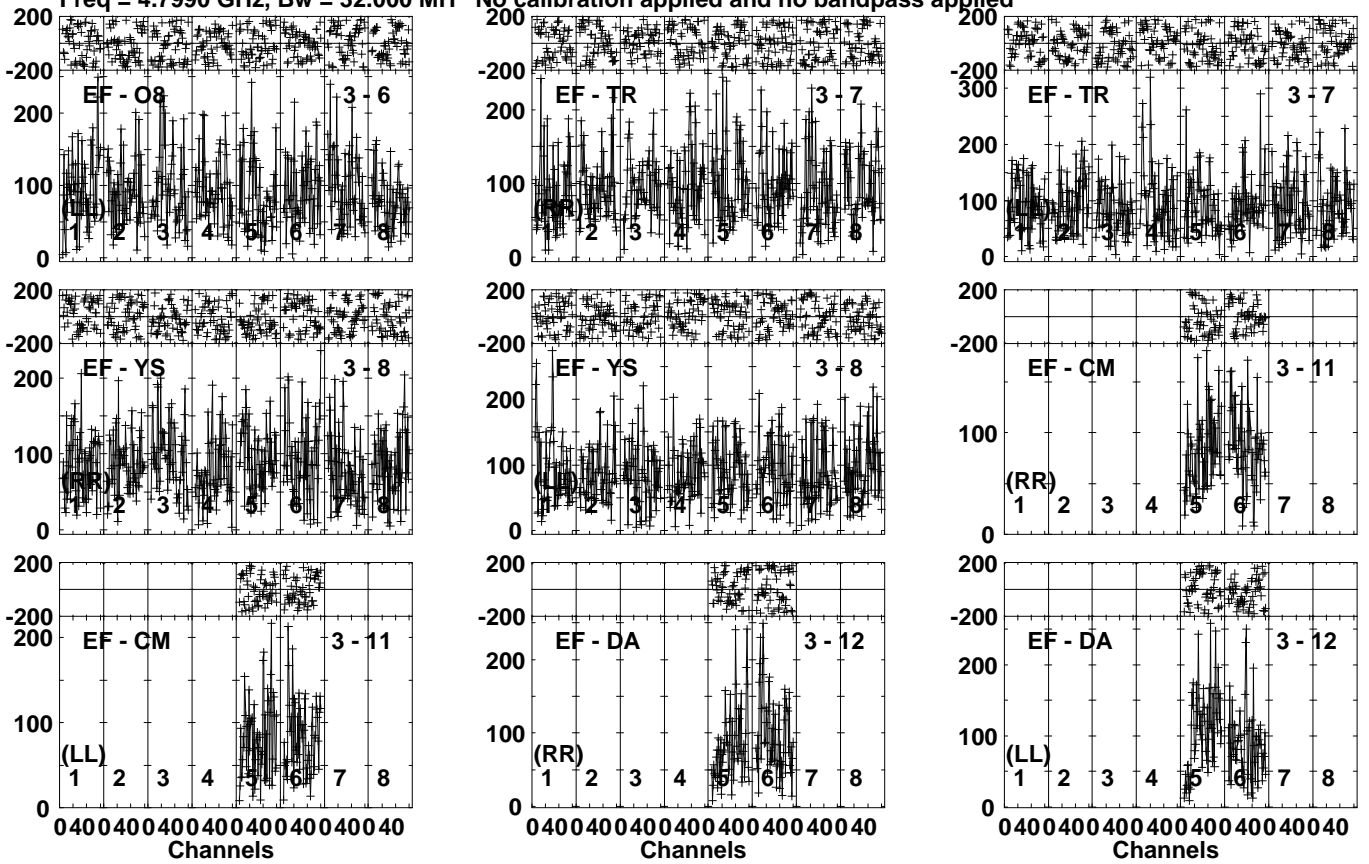 Freq = 4.7990 GHz, Bw = 32.000 MH No calibration applied and no bandpass applied
200 200 200
-200 -200 -200
EF - O8 3 - 6 EF - TR 3 - 7 EF - TR 3 - 7
300
200 200 200
100 100 100
(LL) (RR) (LL)
1 2 3 4 5 6 7 8 1 2 3 4 5 6 7 8 1 2 3 4 5 6 7 8
0 0 0
200 200 200
-200 -200 -200
EF - YS 3 - 8 EF - YS 3 - 8 EF - CM 3 - 11
200 200
100 100 100
(RR) (LL) (RR)
1 2 3 4 5 6 7 8 1 2 3 4 5 6 7 8 1 2 3 4 5 6 7 8
0 0 0
200 200 200
-200 -200 -200
EF - CM 3 - 11 EF - DA 3 - 12 EF - DA 3 - 12
200 200 200
100 100 100
(LL) (RR) (LL)
1 2 3 4 5 6 7 8 1 2 3 4 5 6 7 8 1 2 3 4 5 6 7 8
0 0 0
0 40 0 40 0 40 0 40 0 40 0 40 0 40 0 40 0 40 0 40 0 40 0 40 0 40 0 40 0 40 0 40 0 40 0 40 0 40 0 40 0 40 0 40 0 40 0 40
Channels Channels Channels